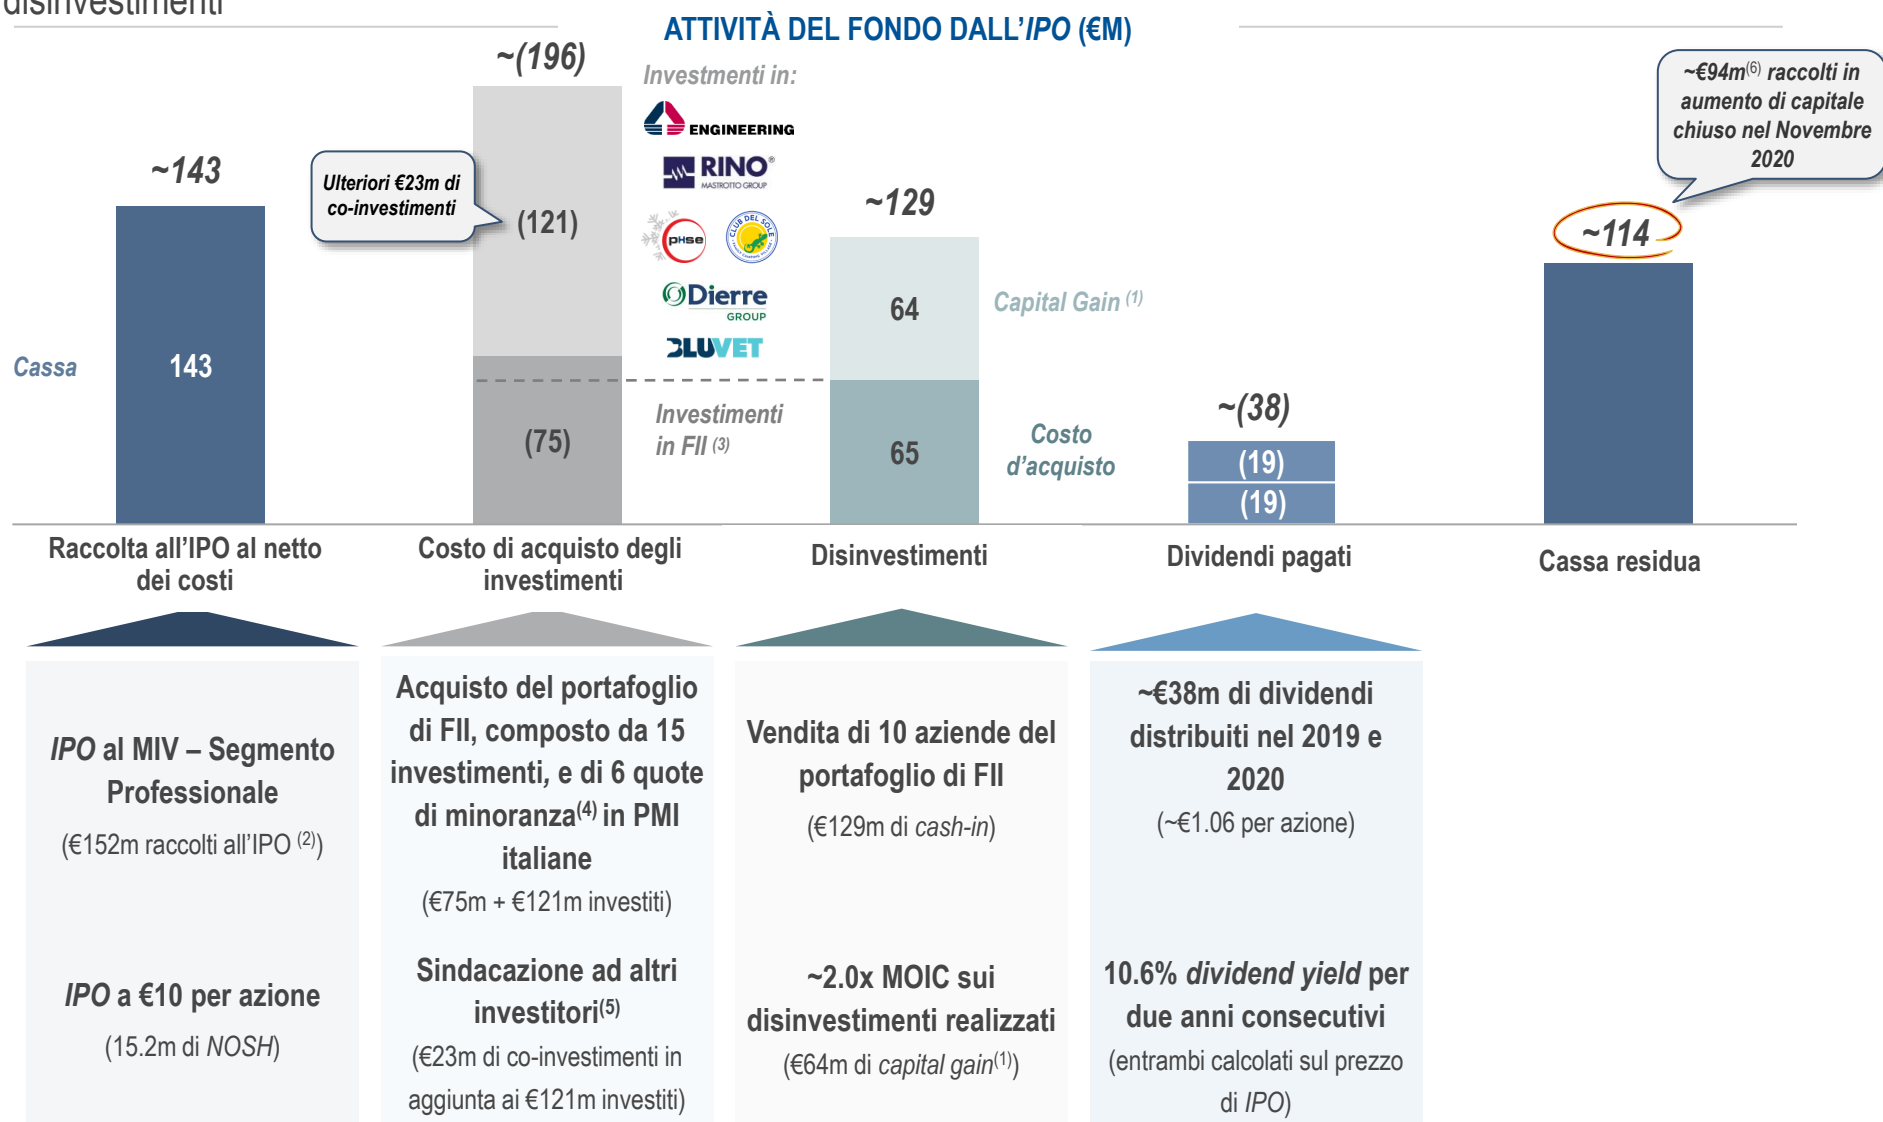 disinvestimenti
ATTIVITÀ DEL FONDO DALL'IPO (€M)
~143
143
Cassa
~(196)
Ulteriori €23m di
co-investimenti
(121)
(75)
Investmenti in:
ENGINEERING
RINO®
MASTROTTO GROUP
PHSE
CLUB DEL SOLE
Dierre
GROUP
BLUVET
Investimenti
in FII (3)
~129
64
65
Capital Gain (1)
Costo
d'acquisto
~(38)
(19)
(19)
~€94m(6) raccolti in
aumento di capitale
chiuso nel Novembre
2020
~114
Raccolta all'IPO al netto
dei costi
Costo di acquisto degli
investimenti
Disinvestimenti
Dividendi pagati
Cassa residua
IPO al MIV – Segmento
Professionale
(€152m raccolti all'IPO (2))
IPO a €10 per azione
(15.2m di NOSH)
Acquisto del portafoglio
di FII, composto da 15
investimenti, e di 6 quote
di minoranza(4) in PMI
italiane
(€75m + €121m investiti)
Sindacazione ad altri
investitori(5)
(€23m di co-investimenti in
aggiunta ai €121m investiti)
Vendita di 10 aziende del
portafoglio di FII
(€129m di cash-in)
~2.0x MOIC sui
disinvestimenti realizzati
(€64m di capital gain(1))
~€38m di dividendi
distribuiti nel 2019 e
2020
(~€1.06 per azione)
10.6% dividend yield per
due anni consecutivi
(entrambi calcolati sul prezzo
di IPO)